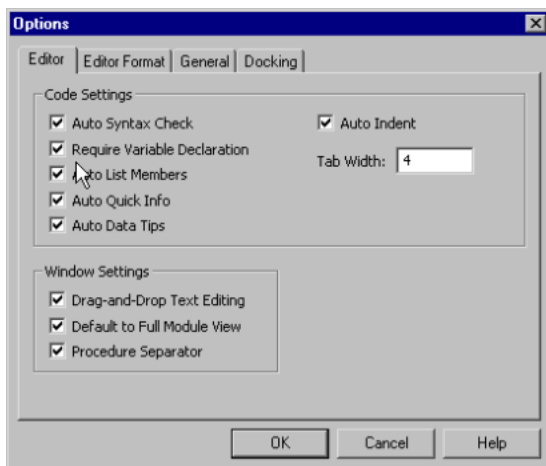 Options
Editor Editor Format General Docking
Code Settings
Auto Syntax Check Auto Indent
Require Variable Declaration
Tab Width: 4
Auto List Members
Auto Quick Info
Auto Data Tips
Window Settings
Drag-and-Drop Text Editing
Default to Full Module View
Procedure Separator
OK Cancel Help